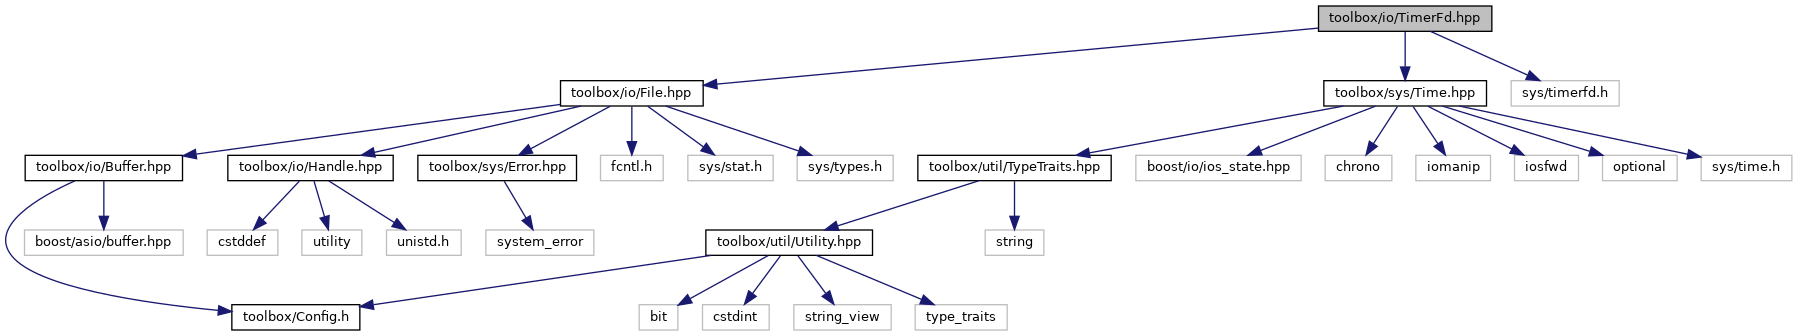 toolbox/io/TimerFd.hpp
toolbox/io/File.hpp
toolbox/sys/Time.hpp
sys/timerfd.h
toolbox/io/Buffer.hpp
toolbox/io/Handle.hpp
toolbox/sys/Error.hpp
fcntl.h
sys/stat.h
sys/types.h
toolbox/util/TypeTraits.hpp
boost/io/ios_state.hpp
chrono
iomanip
iosfwd
optional
sys/time.h
boost/asio/buffer.hpp
cstddef
utility
unistd.h
system_error
toolbox/util/Utility.hpp
string
toolbox/Config.h
bit
cstdint
string_view
type_traits